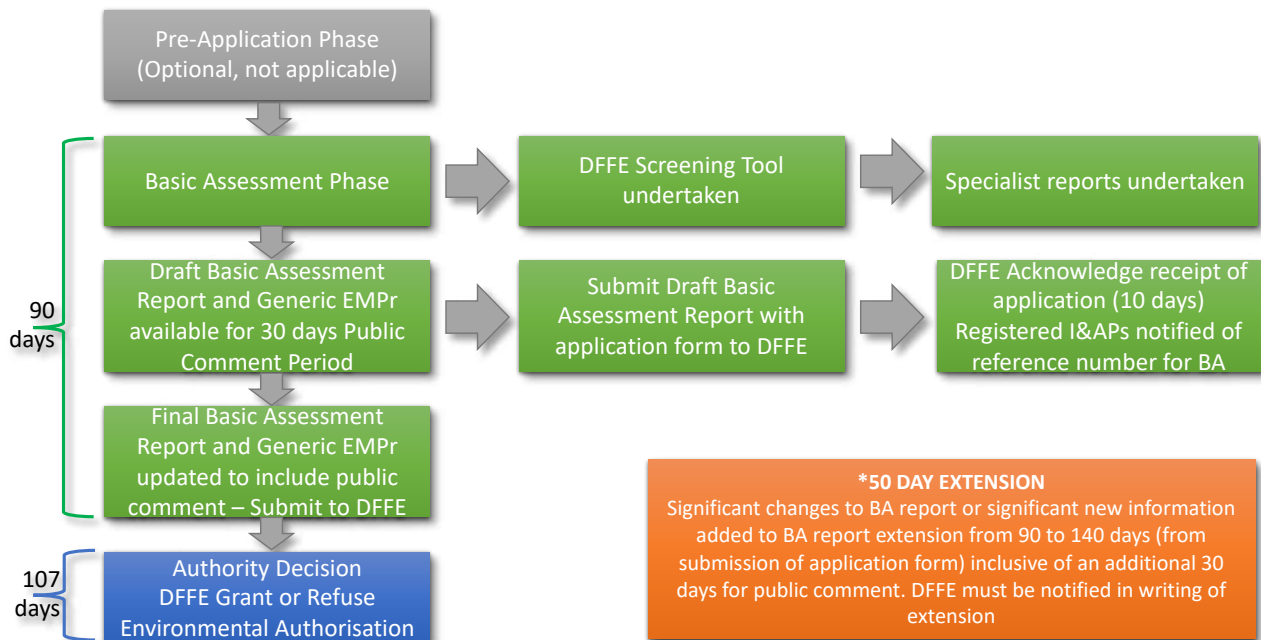 Pre-Application Phase
(Optional, not applicable)
Basic Assessment Phase
DFFE Screening Tool
undertaken
Specialist reports undertaken
90
days
Draft Basic Assessment
Report and Generic EMPr
available for 30 days Public
Comment Period
Submit Draft Basic
Assessment Report with
application form to DFFE
DFFE Acknowledge receipt of
application (10 days)
Registered I&APs notified of
reference number for BA
Final Basic Assessment
Report and Generic EMPr
updated to include public
comment – Submit to DFFE
*50 DAY EXTENSION
Significant changes to BA report or significant new information
added to BA report extension from 90 to 140 days (from
submission of application form) inclusive of an additional 30
days for public comment. DFFE must be notified in writing of
extension
107
days
Authority Decision
DFFE Grant or Refuse
Environmental Authorisation